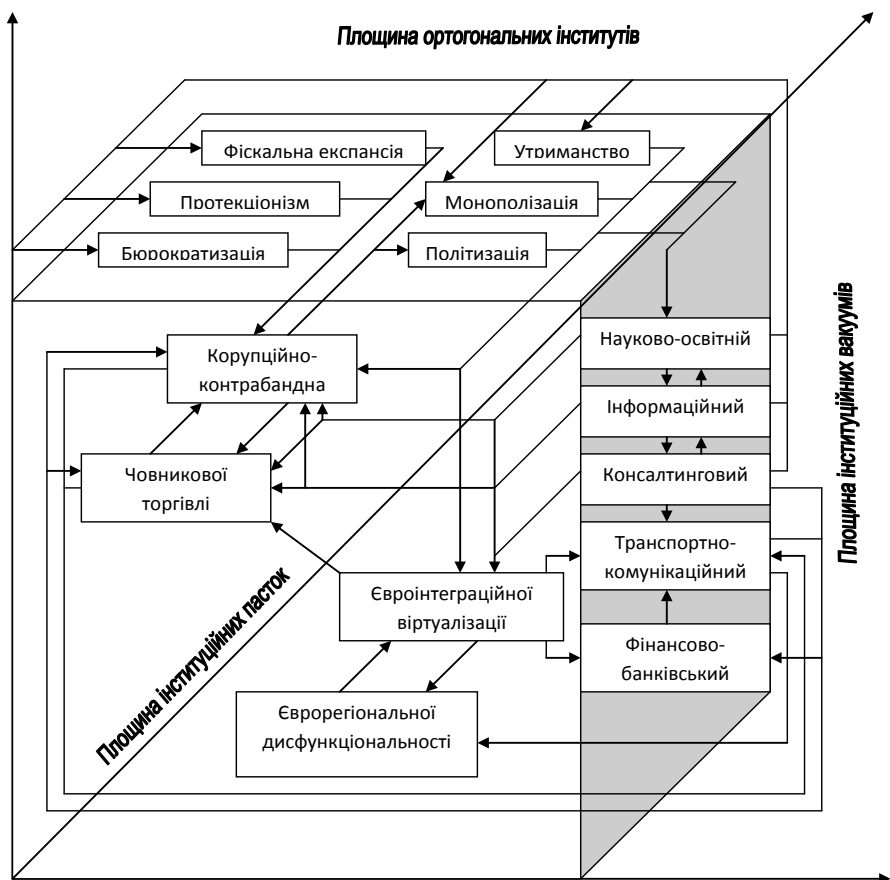 Площина ортогональних інститутів
Фіскальна експансія
Утриманство
Протекціонізм
Монополізація
Бюрократизація
Політизація
Корупційно-
контрабандна
Човникової
торгівлі
Євроінтеграційної
віртуалізації
Єврорегіональної
дисфункціональності
Площина інституційних пасток
Науково-освітній
Інформаційний
Консалтинговий
Транспортно-
комунікаційний
Фінансово-
банківський
Площина інституційних вакуумів